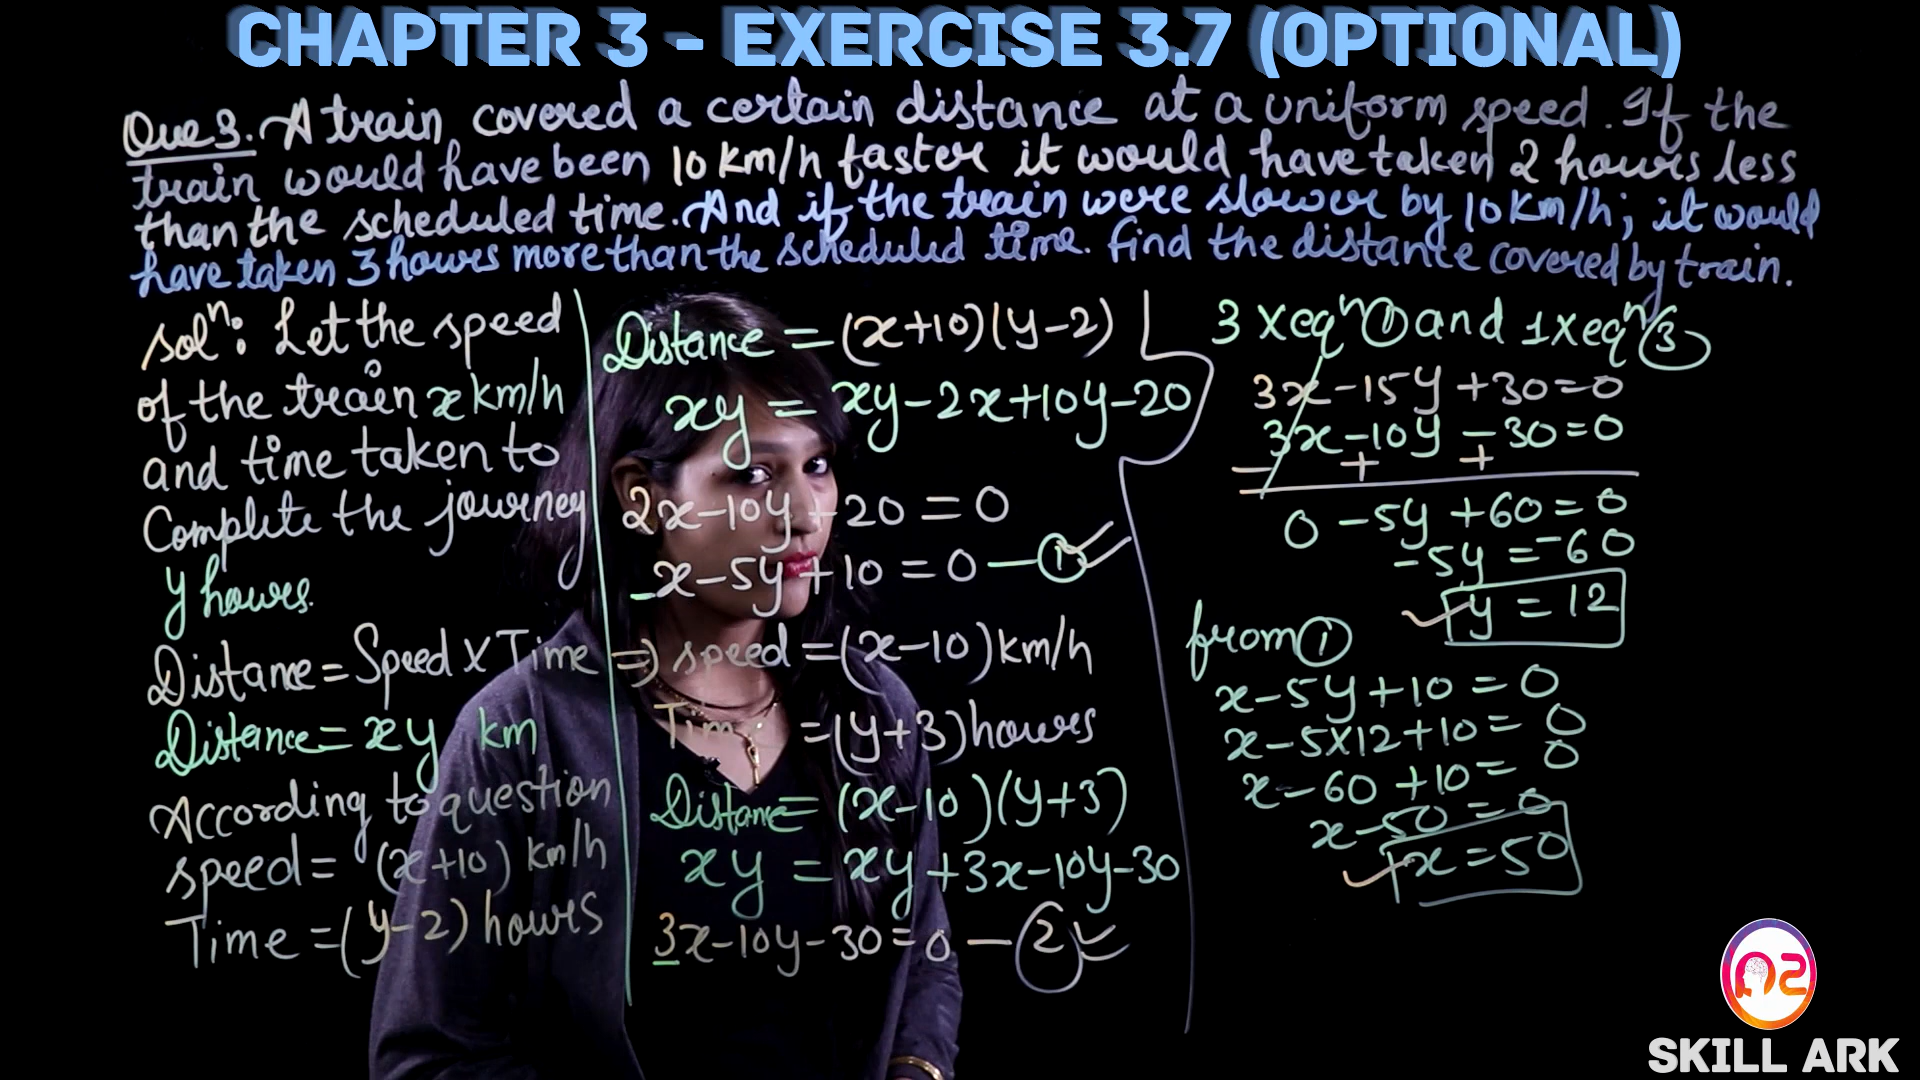 CHAPTER 3 - EXERCISE 3.7 (OPTIONAL)
Que 3. A train covered a certain distance at a uniform speed. If the
train would have been 10 km/h faster it would have taken 2 hours less
than the scheduled time. And if the train were slower by 10 km/h; it would
have taken 3 hours more than the scheduled time. find the distance covered by train.
solⁿ: Let the speed
of the train x km/h
and time taken to
Complete the journey
y hours.
Distance = Speed x Time
Distance = xy km
According to question
speed = (x+10) km/h
Time = (y-2) hours
Distance = (x+10)(y-2)
xy = xy-2x+10y-20
2x-10y+20 = 0
x-5y+10 = 0 — ①
=> speed = (x-10) km/h
Time = (y+3) hours
Distance = (x-10)(y+3)
xy = xy+3x-10y-30
3x-10y-30=0 — ②
3 x eqⁿ ① and 1 x eqⁿ ③
3x-15y+30=0
3x-10y-30=0
- + +
0 -5y +60=0
-5y = -60
y = 12
from ①
x-5y+10 = 0
x-5x12+10 = 0
x-60+10 = 0
x-50 = 0
x = 50
SKILL ARK